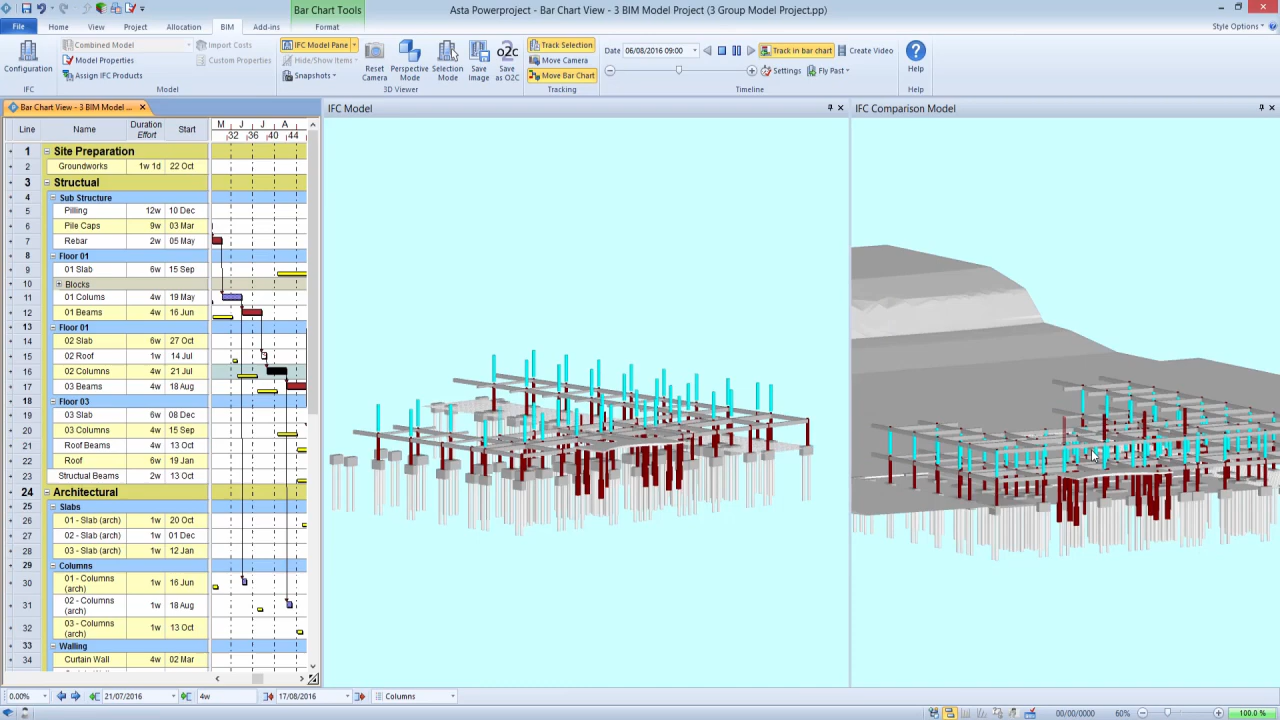 Bar Chart Tools
Asta Powerproject - Bar Chart View - 3 BIM Model Project (3 Group Model Project.pp)
File Home View Project Allocation BIM Add-ins Format Style Options
Combined Model Import Costs IFC Model Pane Track Selection Date 06/08/2016 09:00 Track in bar chart Create Video
Configuration Model Properties Custom Properties Hide/Show Items Reset Camera Perspective Mode Selection Mode Save Image Save as O2C Move Camera Help
Assign IFC Products Snapshots Move Bar Chart Settings Fly Past
IFC Model 3D Viewer Tracking Timeline Help
Bar Chart View - 3 BIM Model ... IFC Model IFC Comparison Model
Line Name Duration Effort Start M J J A
32 36 40 44
1 Site Preparation
2 Groundworks 1w 1d 22 Oct
3 Structual
4 Sub Structure
5 Pilling 12w 10 Dec
6 Pile Caps 9w 03 Mar
7 Rebar 2w 05 May
8 Floor 01
9 01 Slab 6w 15 Sep
10 Blocks
11 01 Colums 4w 19 May
12 01 Beams 4w 16 Jun
13 Floor 01
14 02 Slab 6w 27 Oct
15 02 Roof 1w 14 Jul
16 02 Columns 4w 21 Jul
17 03 Beams 4w 18 Aug
18 Floor 03
19 03 Slab 6w 08 Dec
20 03 Columns 4w 15 Sep
21 Roof Beams 4w 13 Oct
22 Roof 6w 19 Jan
23 Structual Beams 2w 13 Oct
24 Architectural
25 Slabs
26 01 - Slab (arch) 1w 20 Oct
27 02 - Slab (arch) 1w 01 Dec
28 03 - Slab (arch) 1w 12 Jan
29 Columns
30 01 - Columns (arch) 1w 16 Jun
31 02 - Columns (arch) 1w 18 Aug
32 03 - Columns (arch) 1w 13 Oct
33 Walling
34 Curtain Wall 4w 02 Mar
0.00% 21/07/2016 4w 17/08/2016 Columns
00/00/0000 60% 100.0 %